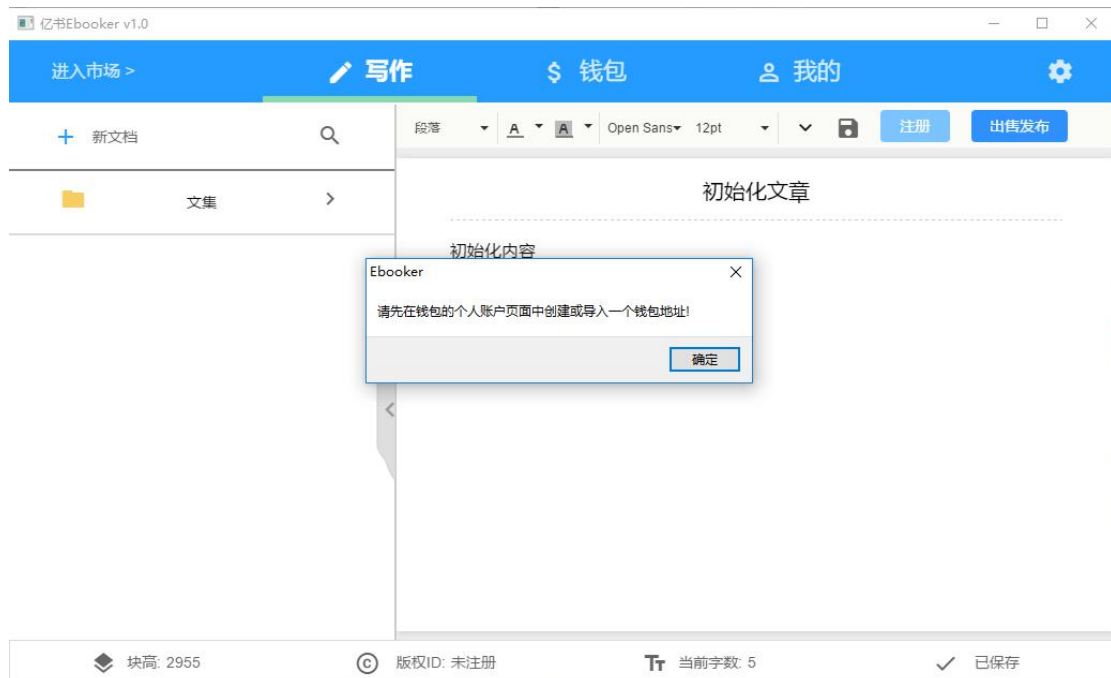 亿书Ebooker v1.0
进入市场 >
写作
钱包
我的
新文档
段落
A
A
Open Sans
12pt
注册
出售发布
文集
初始化文章
初始化内容
Ebooker
请先在钱包的个人账户页面中创建或导入一个钱包地址!
确定
块高: 2955
版权ID: 未注册
当前字数: 5
已保存